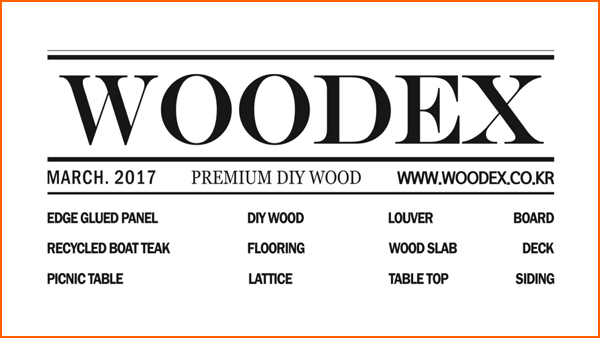 WOODEX
MARCH. 2017 PREMIUM DIY WOOD WWW.WOODEX.CO.KR
EDGE GLUED PANEL DIY WOOD LOUVER BOARD
RECYCLED BOAT TEAK FLOORING WOOD SLAB DECK
PICNIC TABLE LATTICE TABLE TOP SIDING